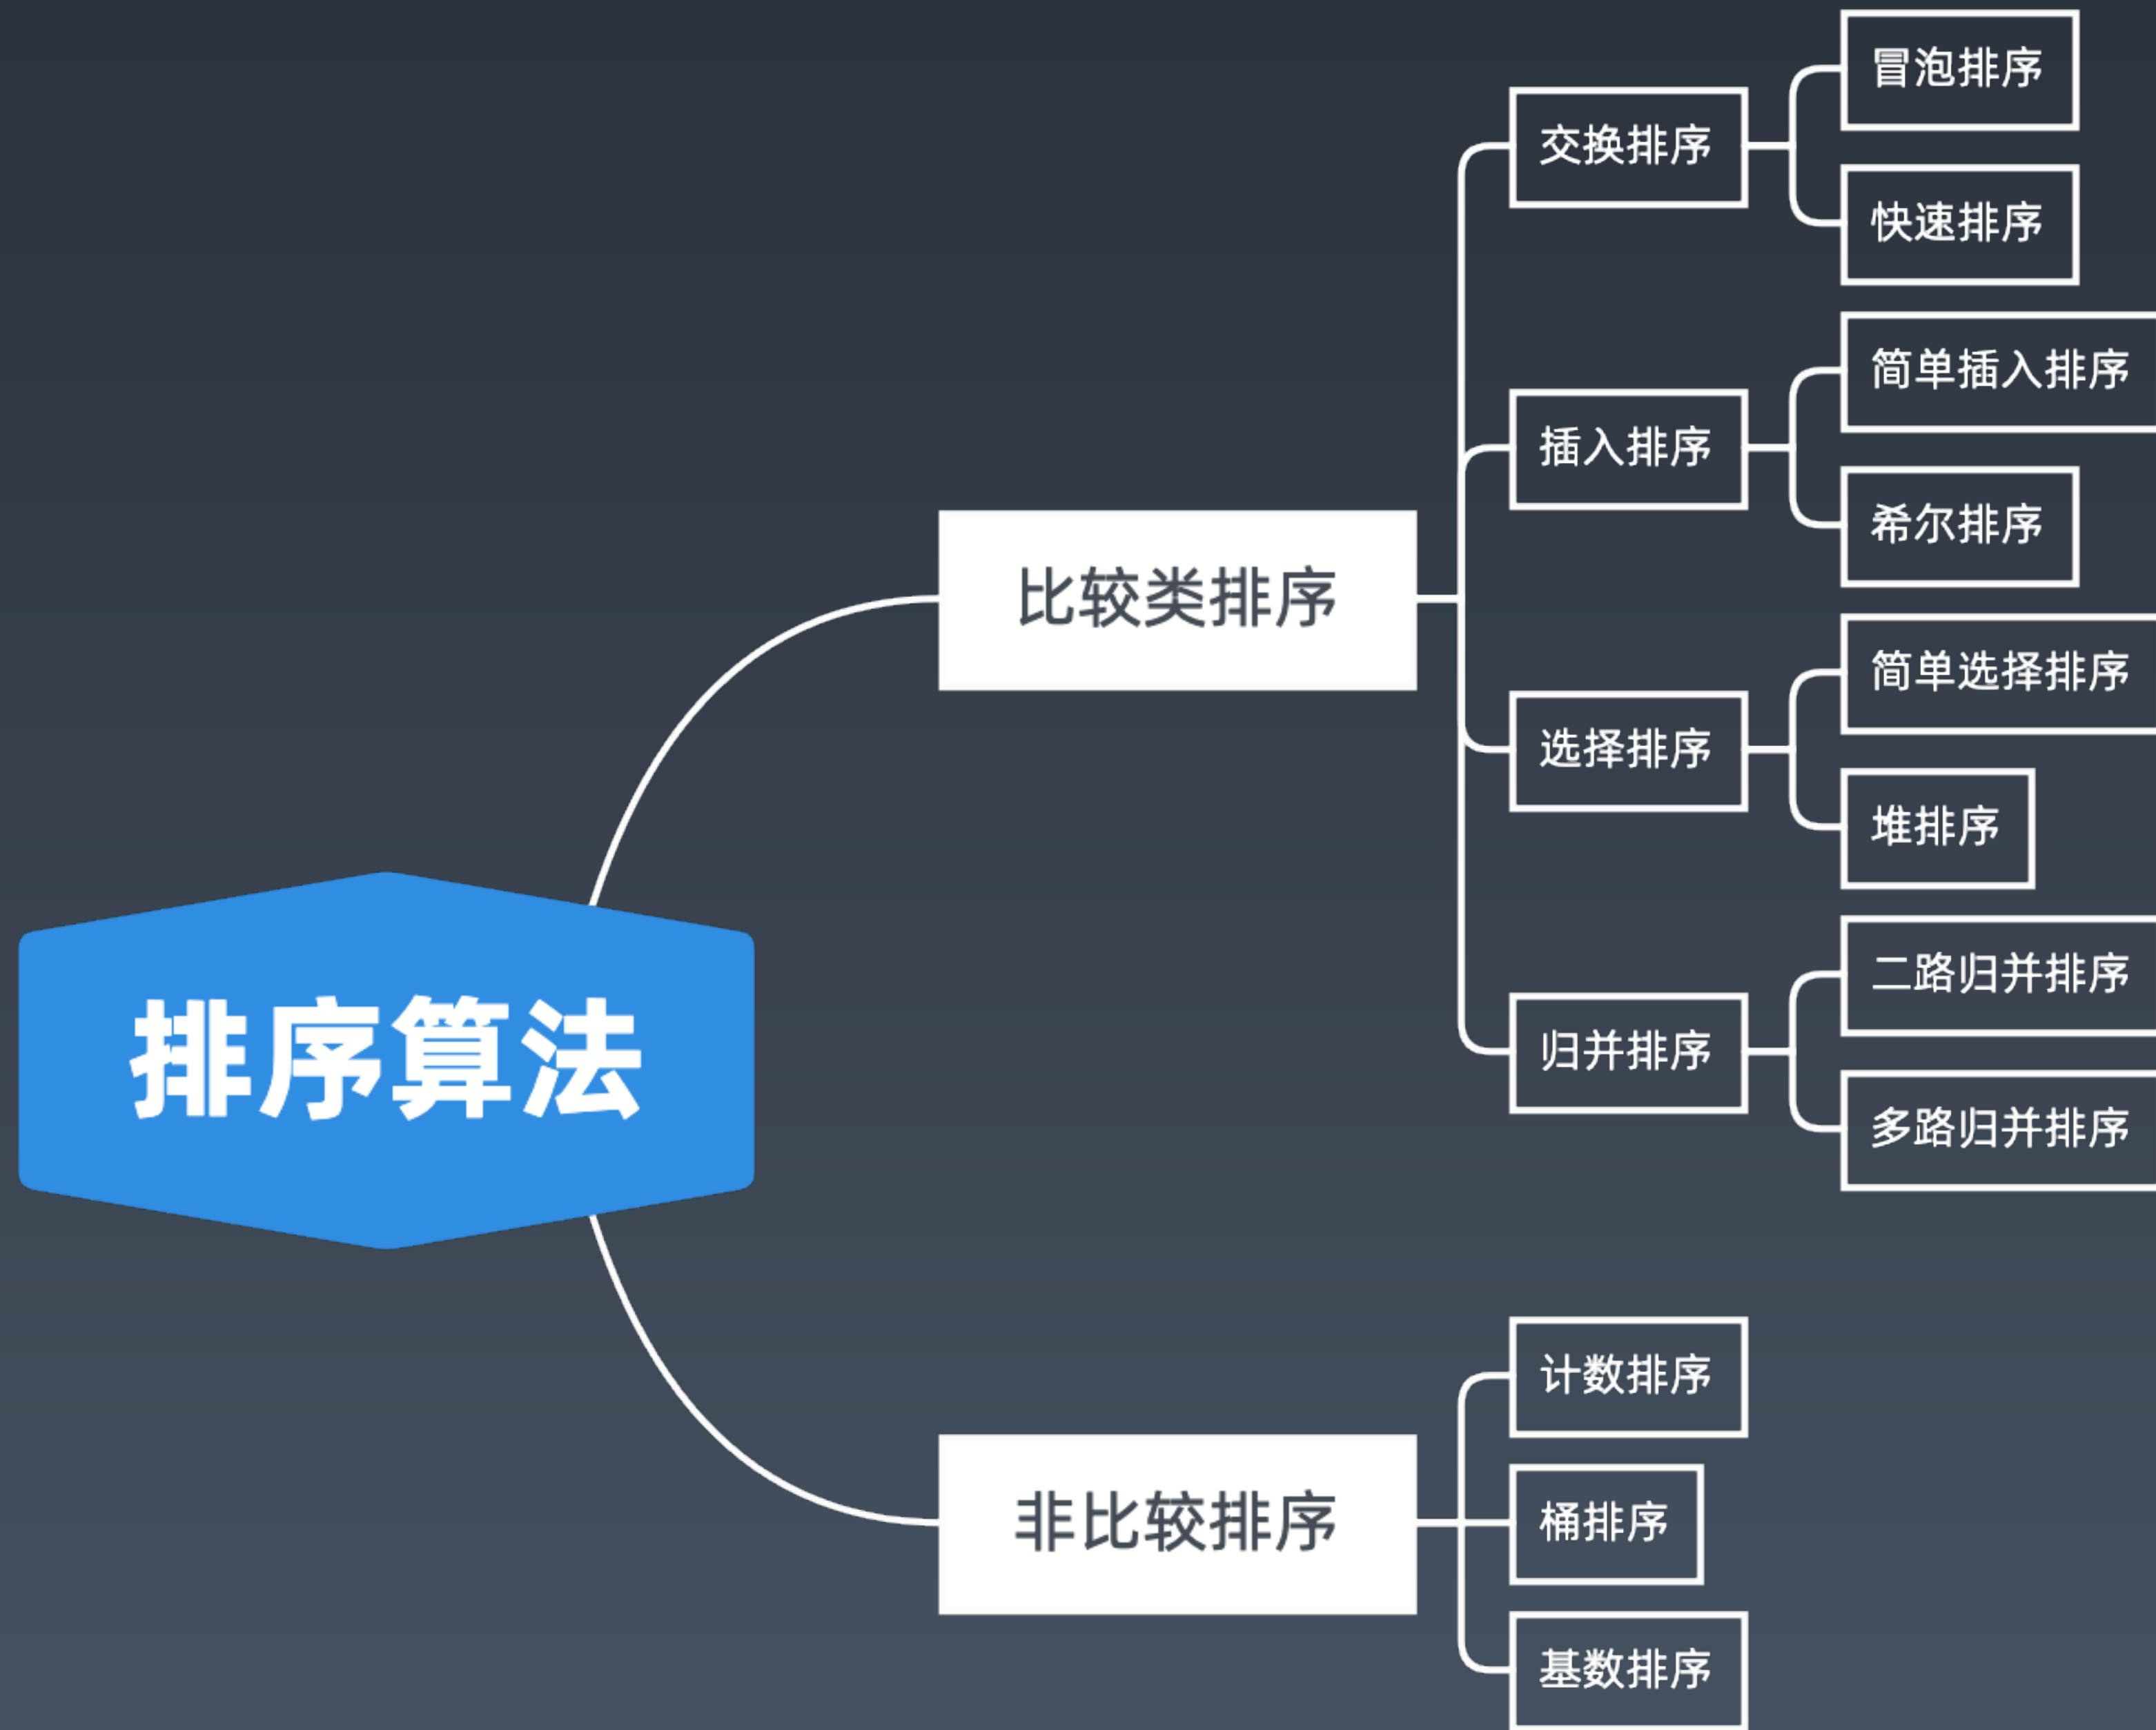 排序算法
比较类排序
交换排序
冒泡排序
快速排序
插入排序
简单插入排序
希尔排序
选择排序
简单选择排序
堆排序
归并排序
二路归并排序
多路归并排序
非比较排序
计数排序
桶排序
基数排序